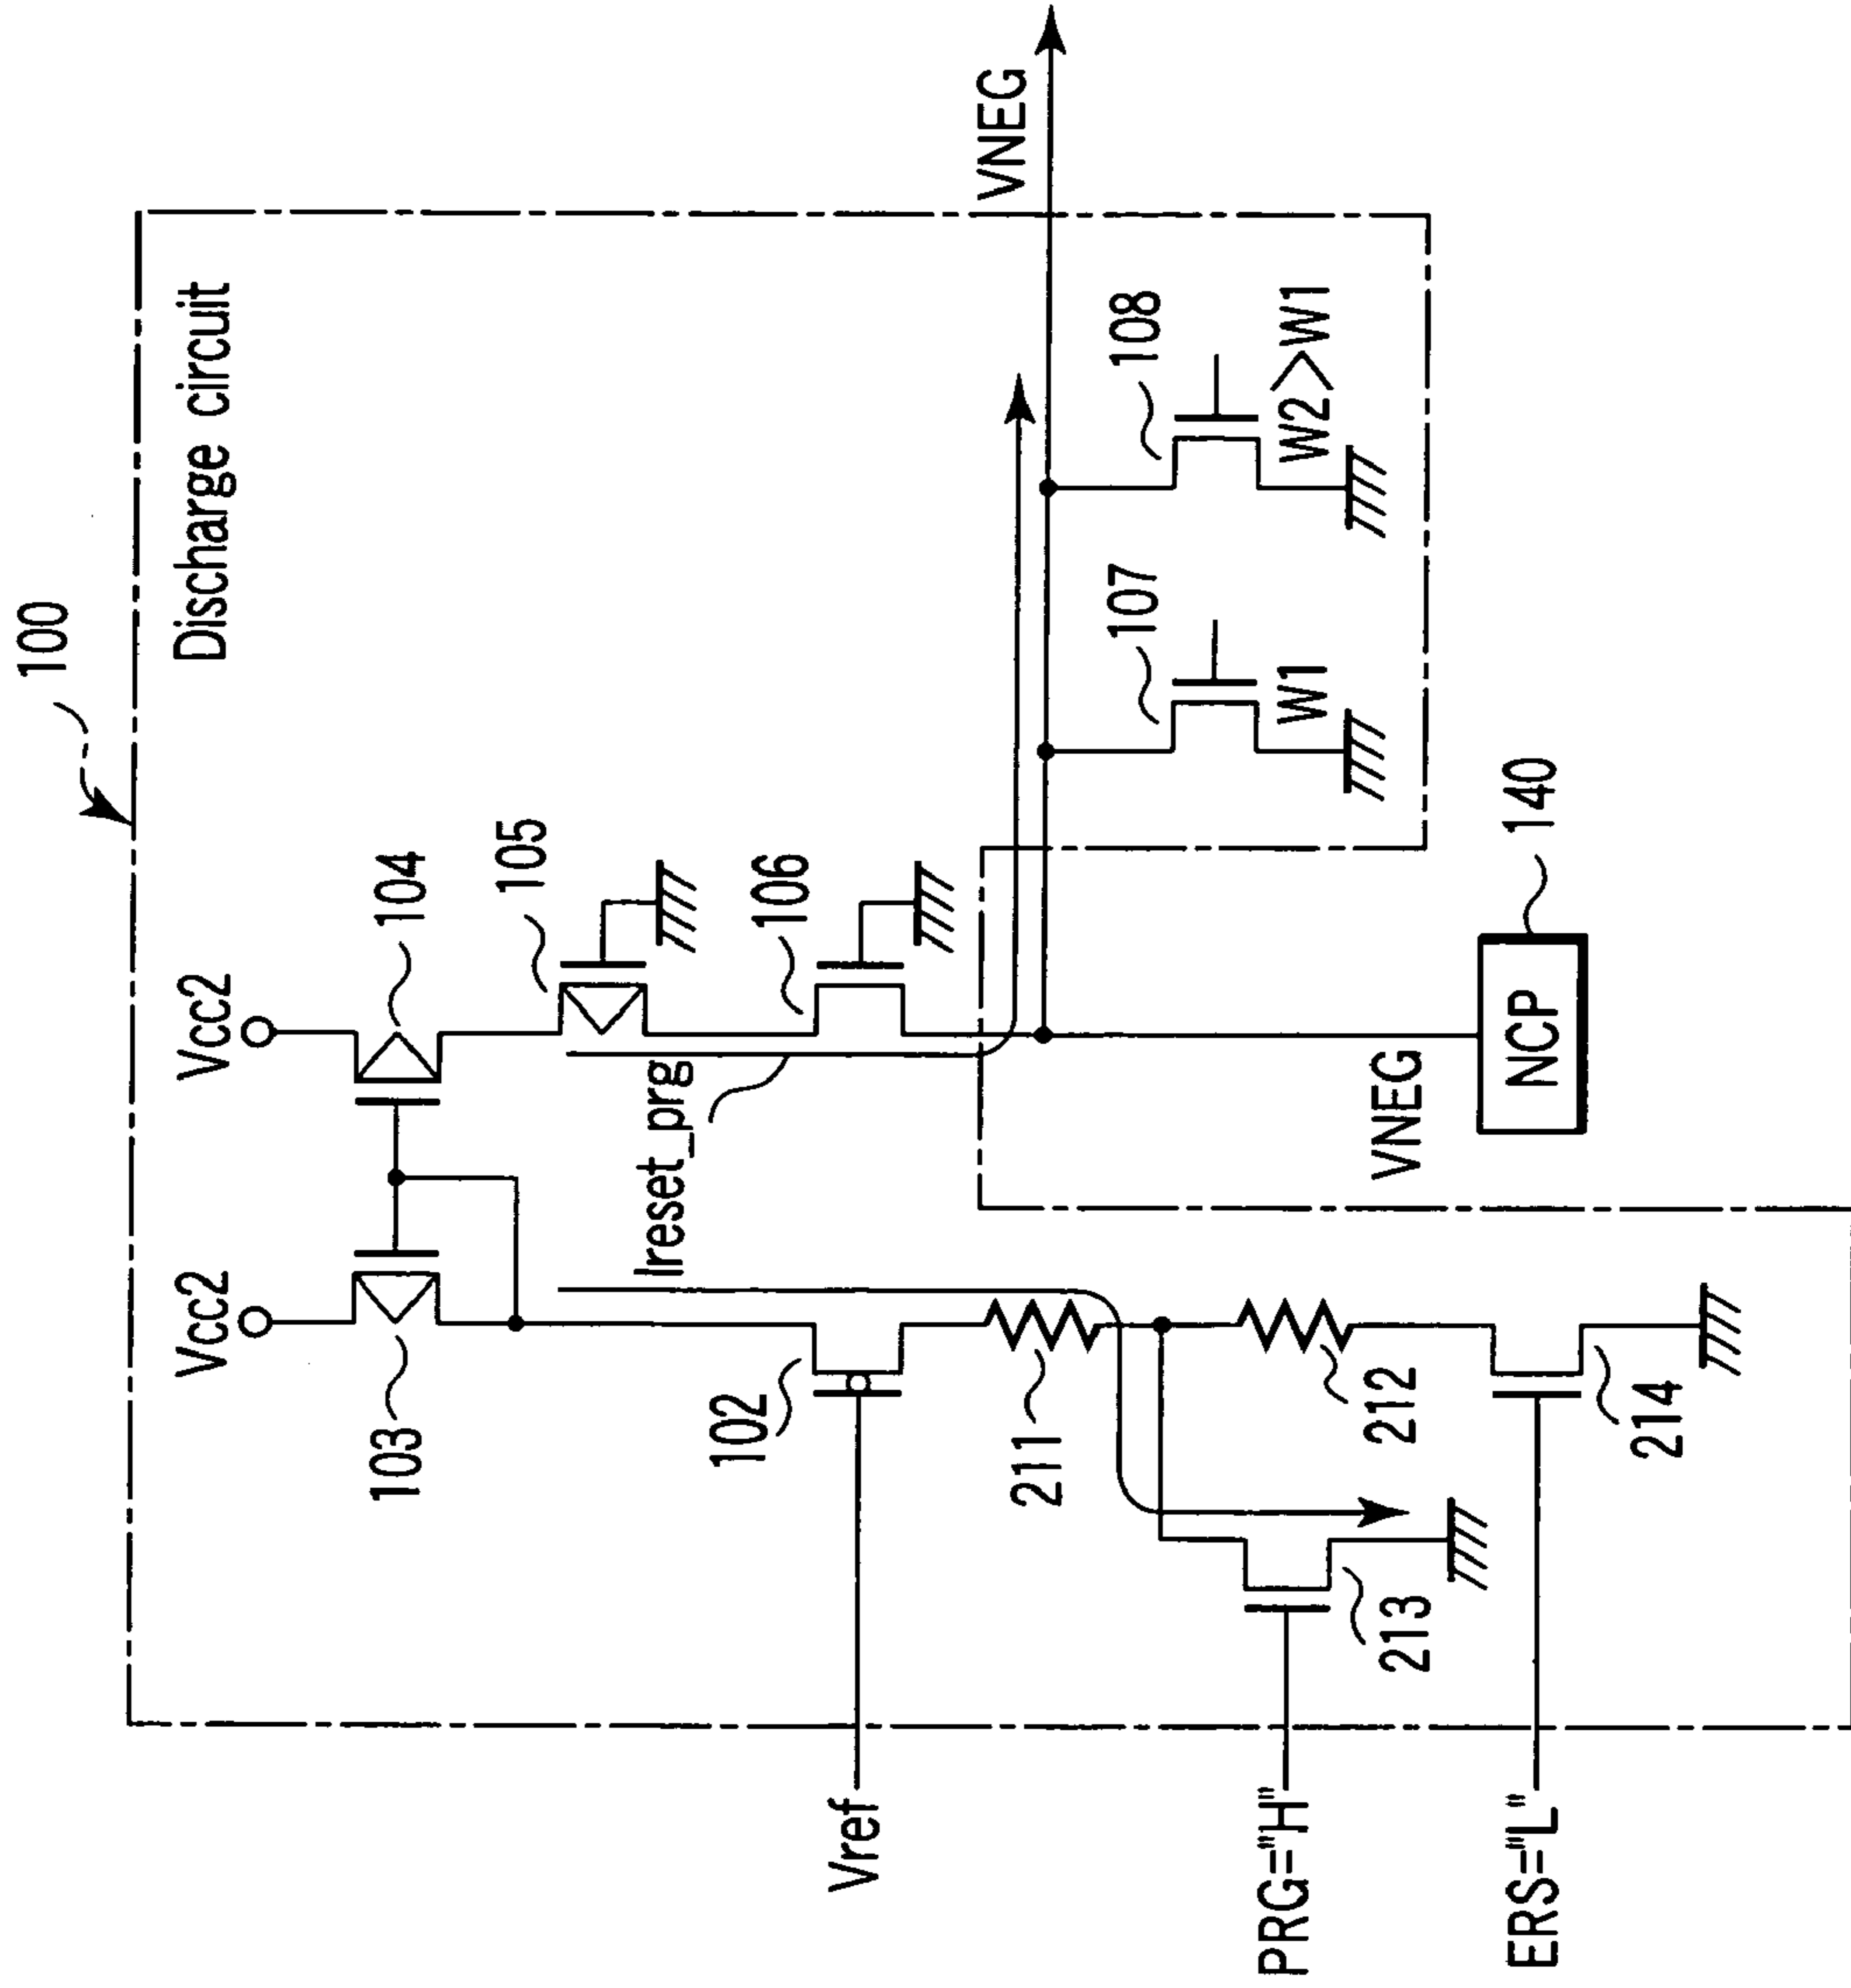 100
Discharge circuit
Vcc2
Vcc2
103
104
105
102
Ireset_prg
106
VNEG
Vref
211
107
108
W1
W2>W1
PRG="H"
213
212
VNEG
ERS="L"
214
NCP
140